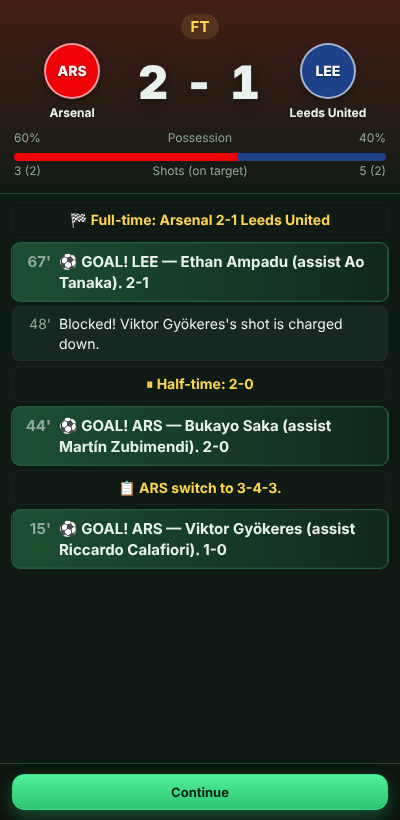 FT
ARS
2 - 1
LEE
Arsenal
Leeds United
60%
Possession
40%
3 (2)
Shots (on target)
5 (2)
🏁 Full-time: Arsenal 2-1 Leeds United
67' ⚽ GOAL! LEE — Ethan Ampadu (assist Ao
Tanaka). 2-1
48' Blocked! Viktor Gyökeres's shot is charged
down.
⏸ Half-time: 2-0
44' ⚽ GOAL! ARS — Bukayo Saka (assist
Martín Zubimendi). 2-0
📋 ARS switch to 3-4-3.
15' ⚽ GOAL! ARS — Viktor Gyökeres (assist
Riccardo Calafiori). 1-0
Continue